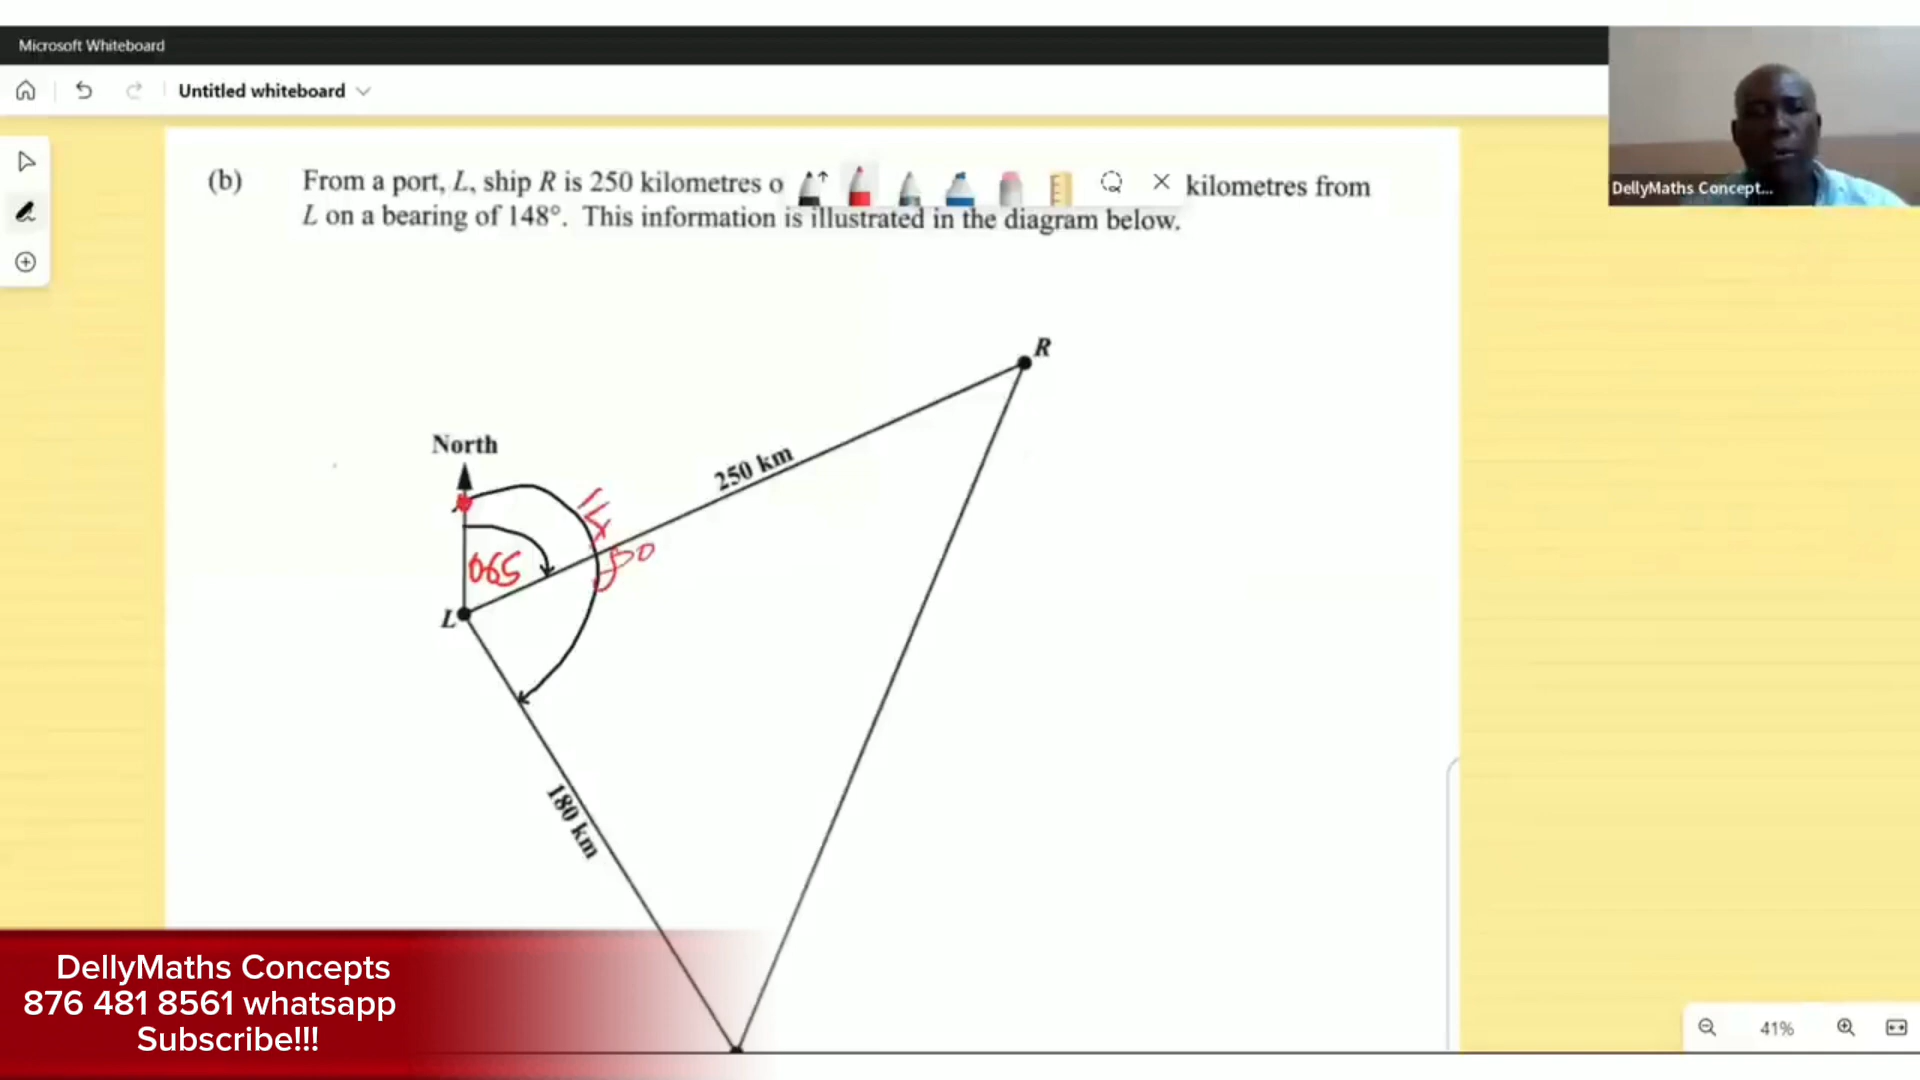 Microsoft Whiteboard
Untitled whiteboard
DellyMaths Concept...
(b) From a port, L, ship R is 250 kilometres o kilometres from
L on a bearing of 148°. This information is illustrated in the diagram below.
R
North
250 km
148°
065
L
180 km
DellyMaths Concepts
876 481 8561 whatsapp
Subscribe!!!
41%